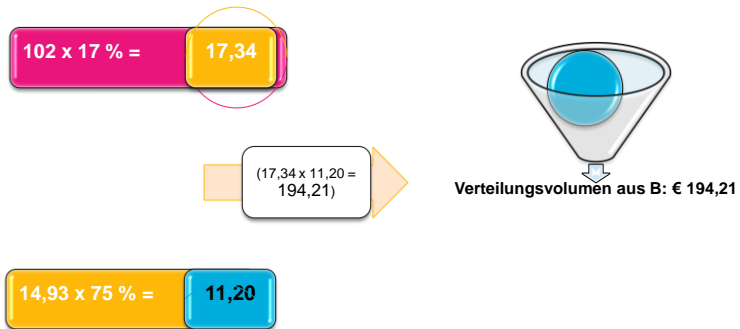 102 x 17 % = 17,34
(17,34 x 11,20 =
194,21)
Verteilungsvolumen aus B: € 194,21
14,93 x 75 % = 11,20